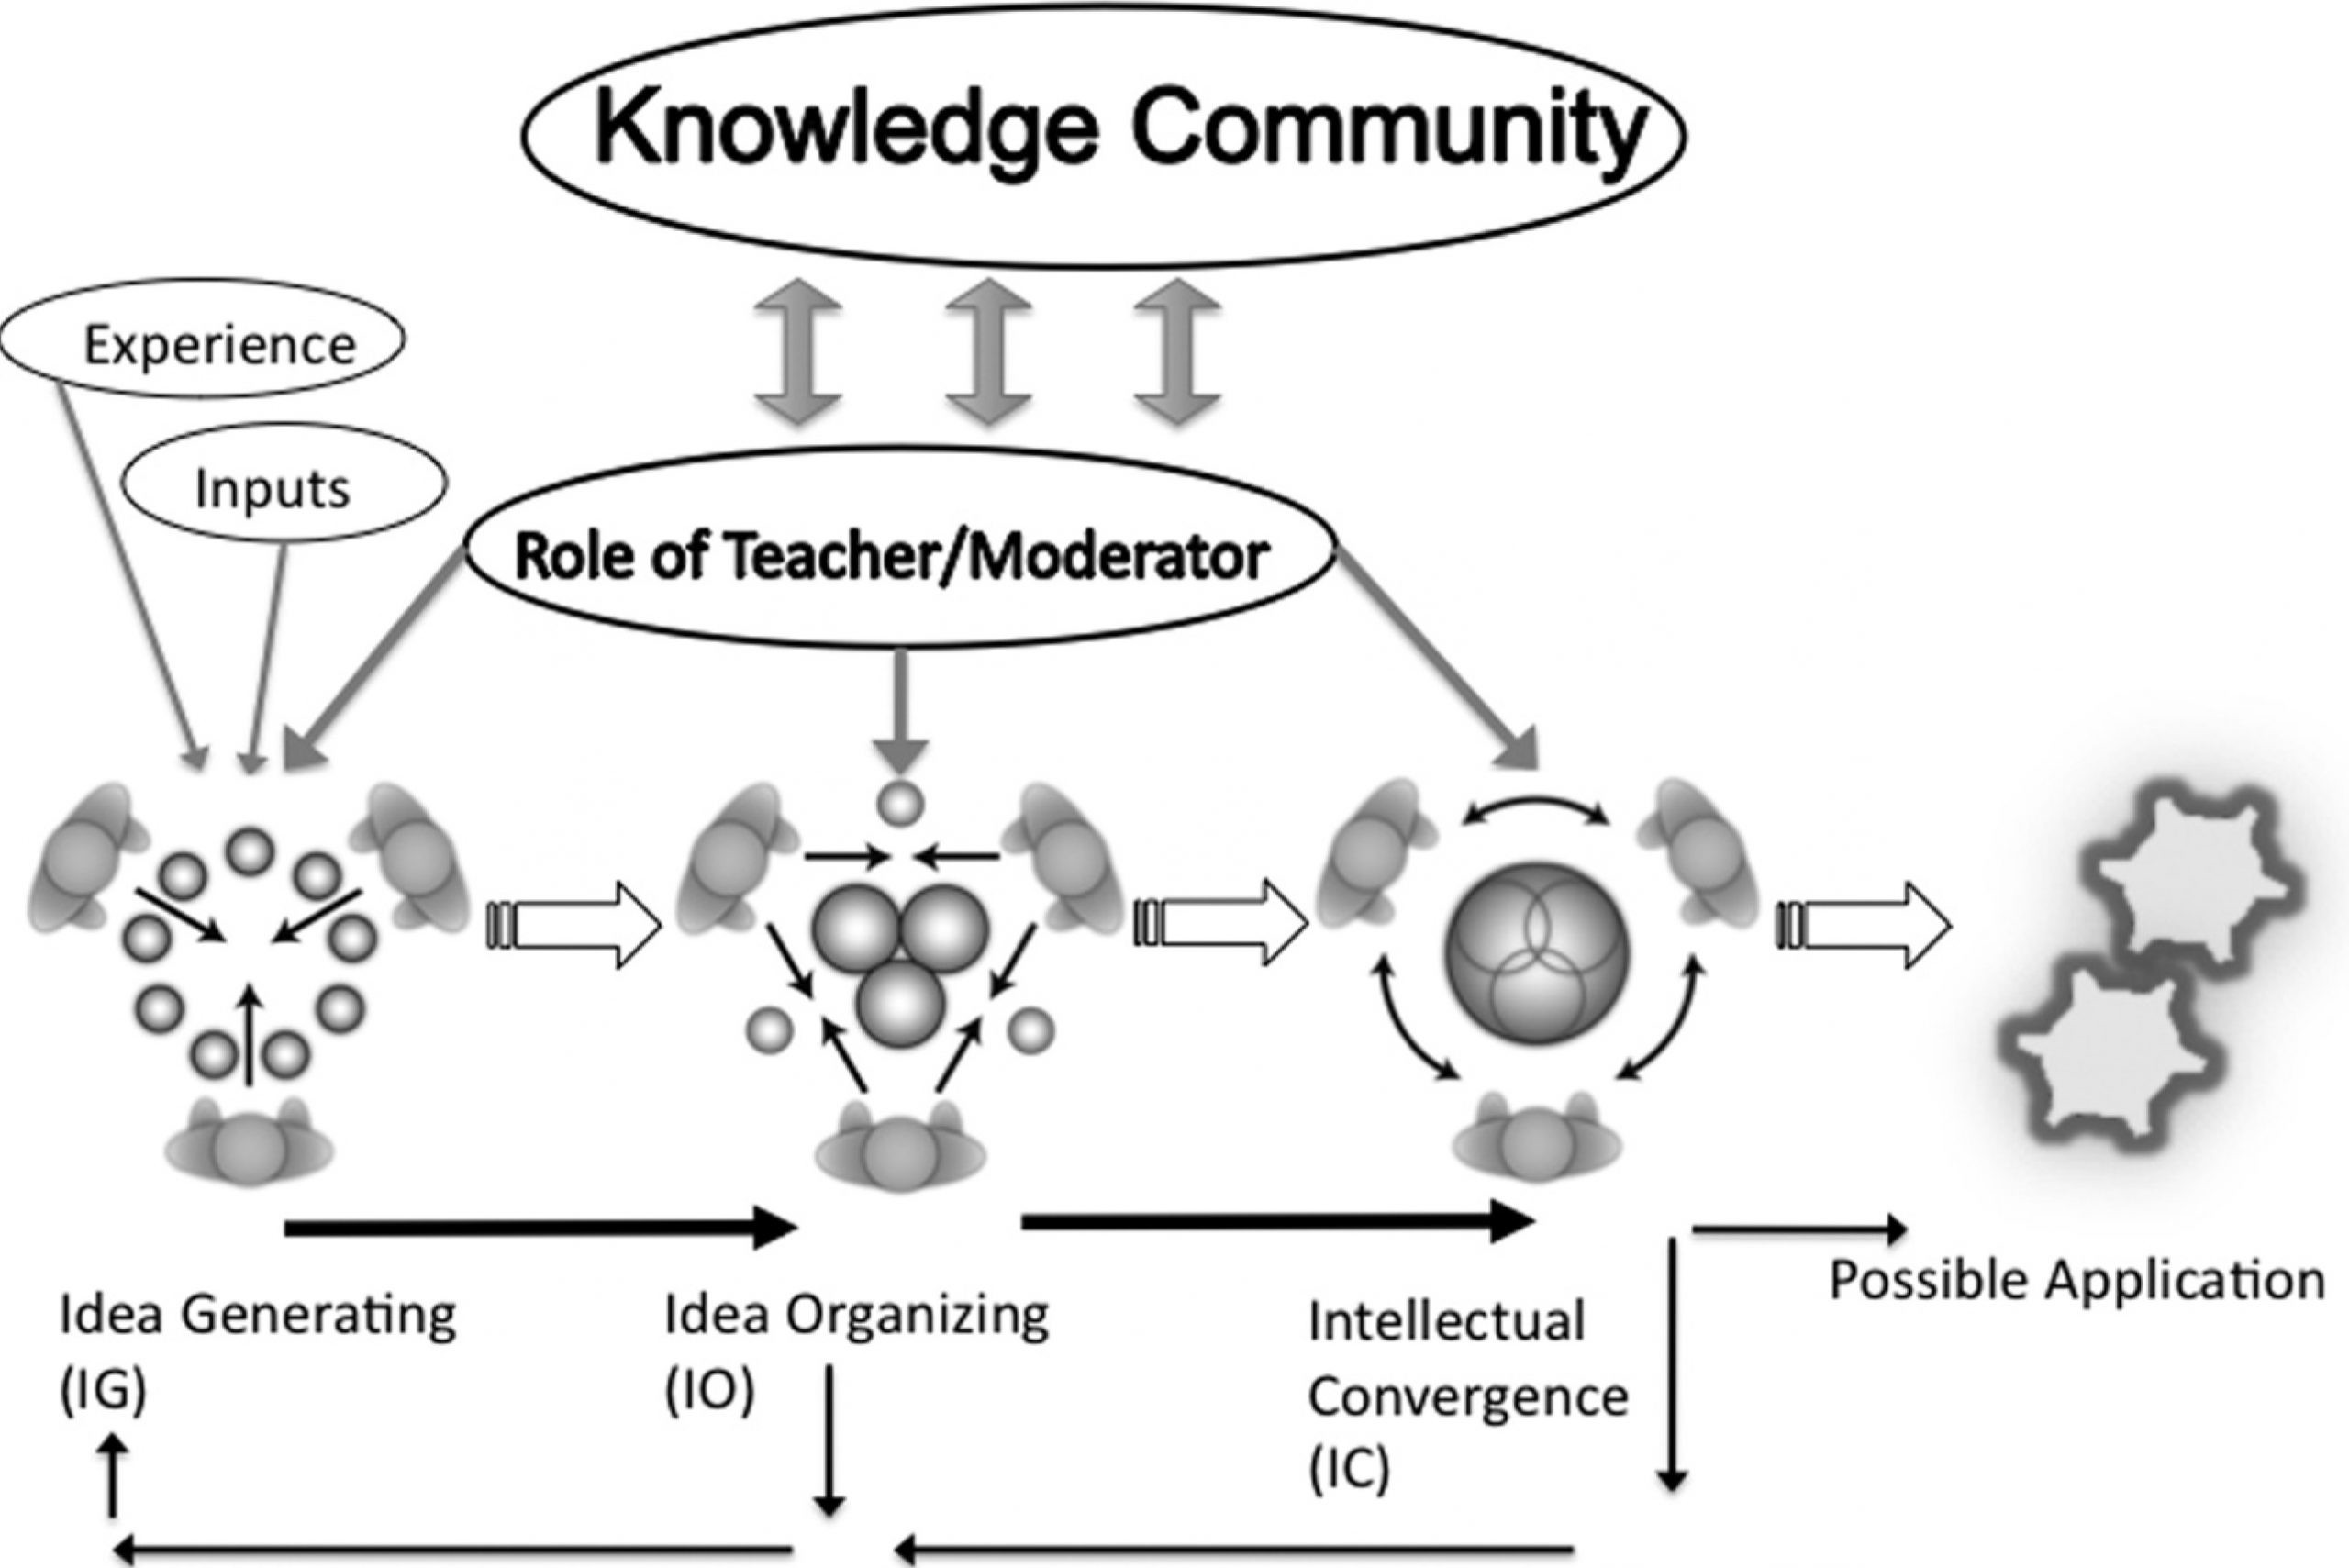 Knowledge Community
Experience
Inputs
Role of Teacher/Moderator
Idea Generating
(IG)
Idea Organizing
(IO)
Intellectual
Convergence
(IC)
Possible Application